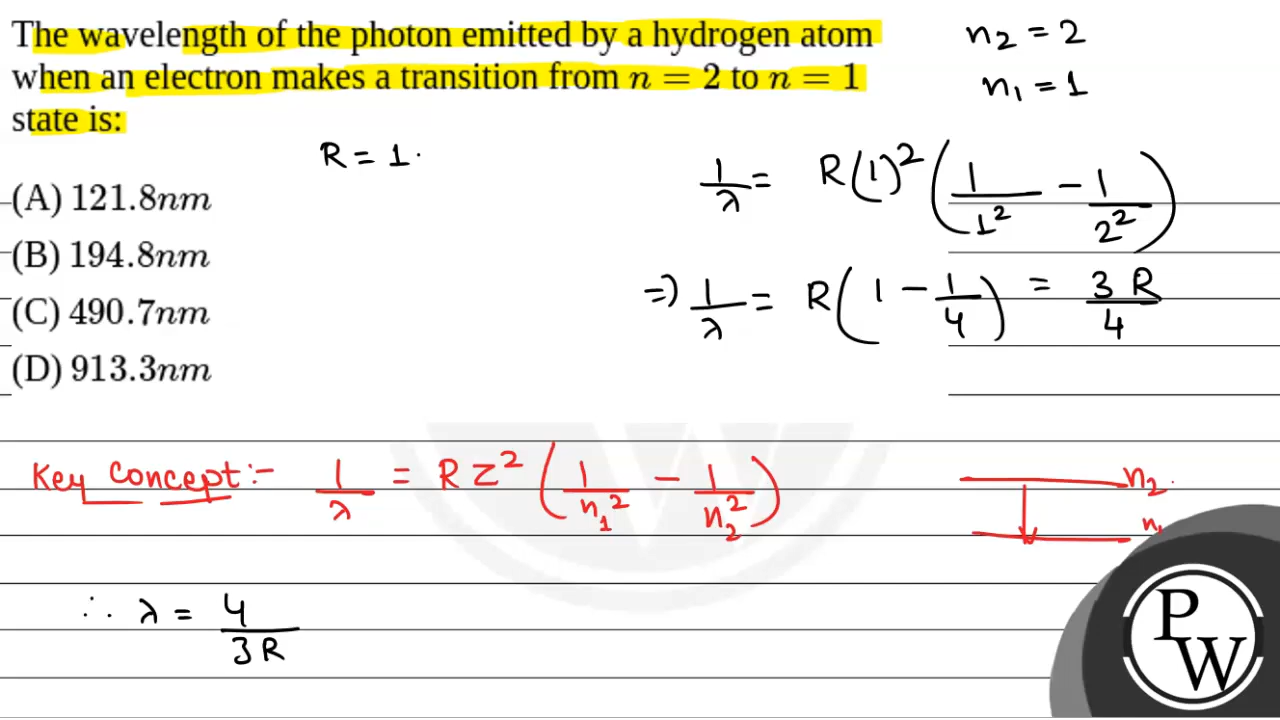 The wavelength of the photon emitted by a hydrogen atom
when an electron makes a transition from n = 2 to n = 1
state is:
n₂ = 2
n₁ = 1
R = 1.
(A) 121.8nm
(B) 194.8nm
(C) 490.7nm
(D) 913.3nm
1/λ = R(1)² (1/1² − 1/2²)
=) 1/λ = R(1 − 1/4) = 3R/4
Key Concept:- 1/λ = RZ² (1/n₁² − 1/n₂²)
n₂
n₁
∴ λ = 4/3R
PW